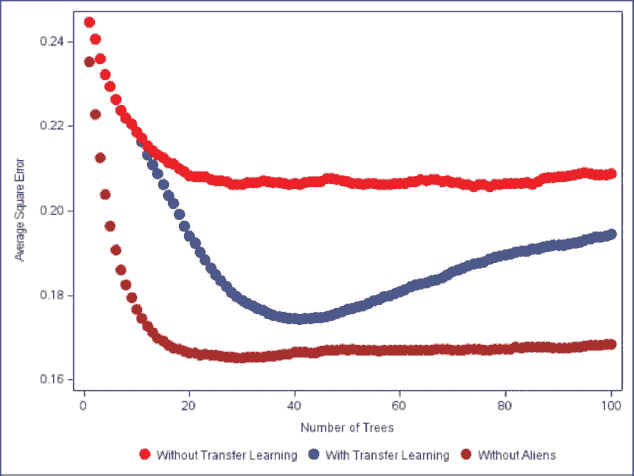 0.24
0.22
0.20
0.18
0.16
Average Square Error
0 20 40 60 80 100
Number of Trees
Without Transfer Learning With Transfer Learning Without Aliens